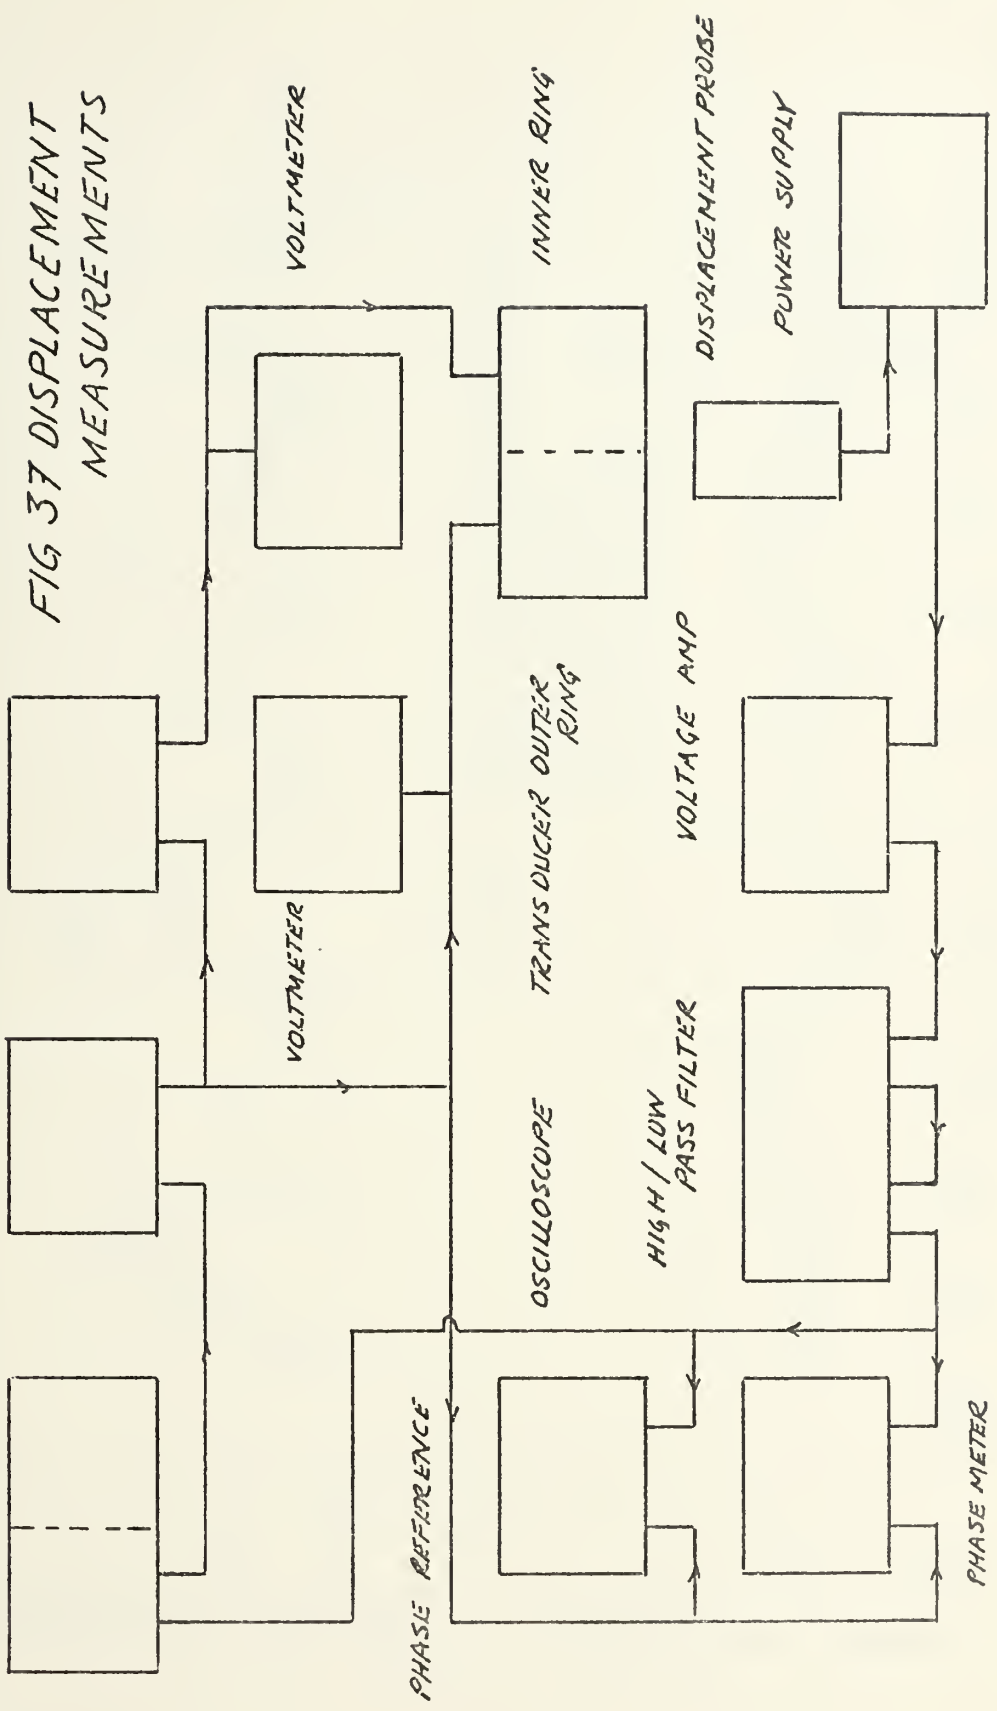 FIG 37 DISPLACEMENT
MEASUREMENTS
VOLTMETER
VOLTMETER
PHASE REFERENCE
OSCILLOSCOPE
TRANSDUCER OUTER
RING
INNER RING
HIGH / LOW
PASS FILTER
VOLTAGE AMP
DISPLACEMENT PROBE
POWER SUPPLY
PHASE METER